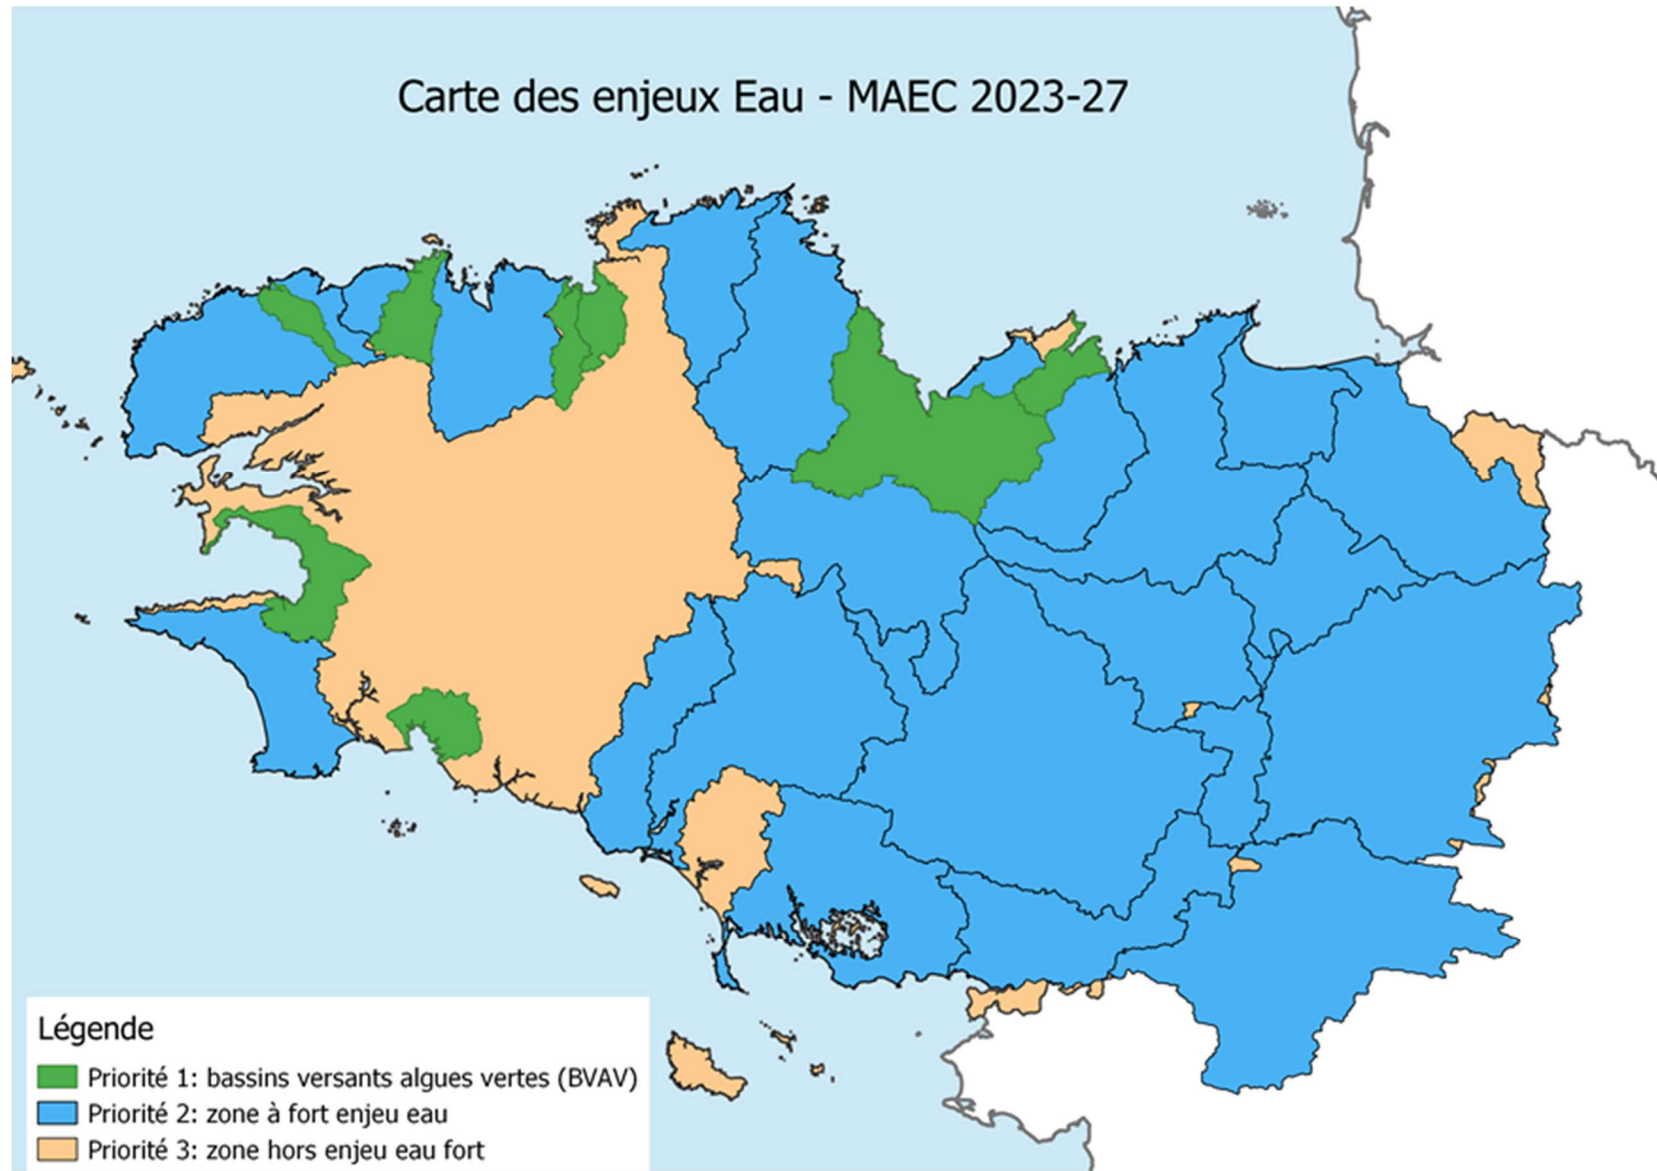 Carte des enjeux Eau - MAEC 2023-27
Légende
Priorité 1: bassins versants algues vertes (BVAV)
Priorité 2: zone à fort enjeu eau
Priorité 3: zone hors enjeu eau fort